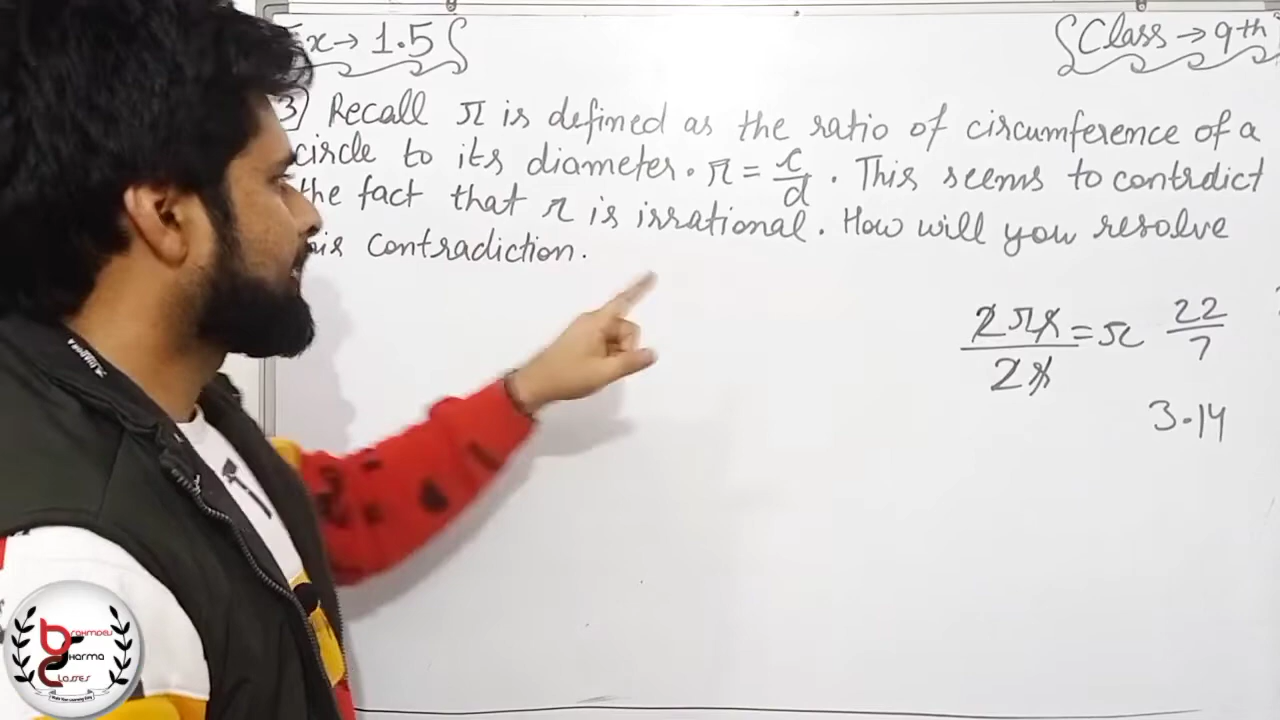 x→ 1.5
Class → 9th
3) Recall π is defined as the ratio of circumference of a
circle to its diameter. π = c/d . This seems to contrdict
the fact that π is irrational. How will you resolve
contradiction.
2πr/2r = π 22/7
3.14
Classes